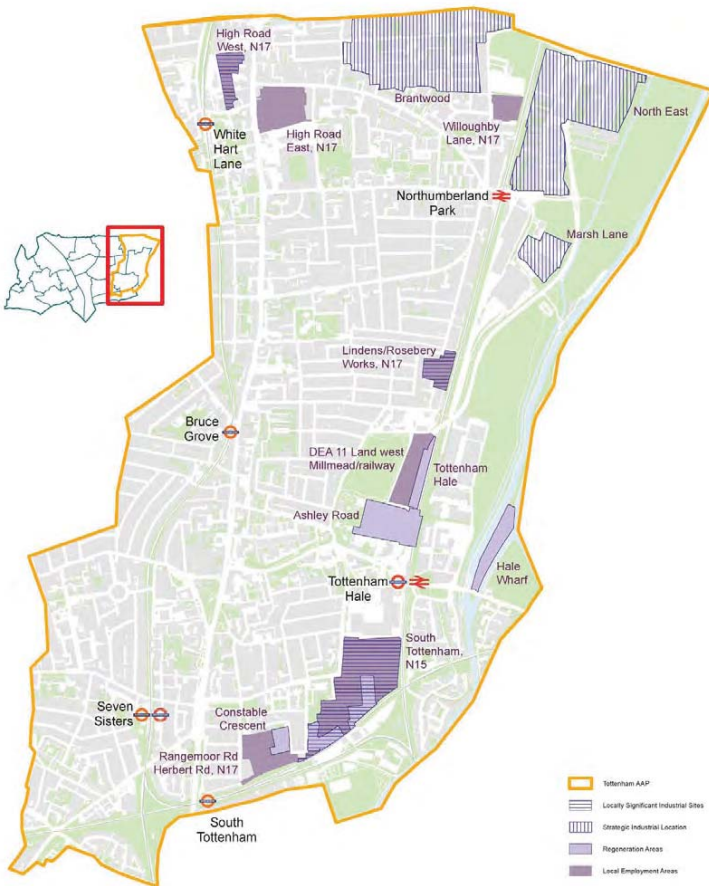 High Road
West, N17
Brantwood
North East
White
Hart
Lane
High Road
East, N17
Willoughby
Lane, N17
Northumberland
Park
Marsh Lane
Lindens/Rosebery
Works, N17
Bruce
Grove
DEA 11 Land west
Millmead/railway
Tottenham
Hale
Ashley Road
Hale
Wharf
Tottenham
Hale
South
Tottenham,
N15
Seven
Sisters
Constable
Crescent
Rangemoor Rd
Herbert Rd, N17
South
Tottenham
Tottenham AAP
Locally Significant Industrial Sites
Strategic Industrial Location
Regeneration Areas
Local Employment Areas